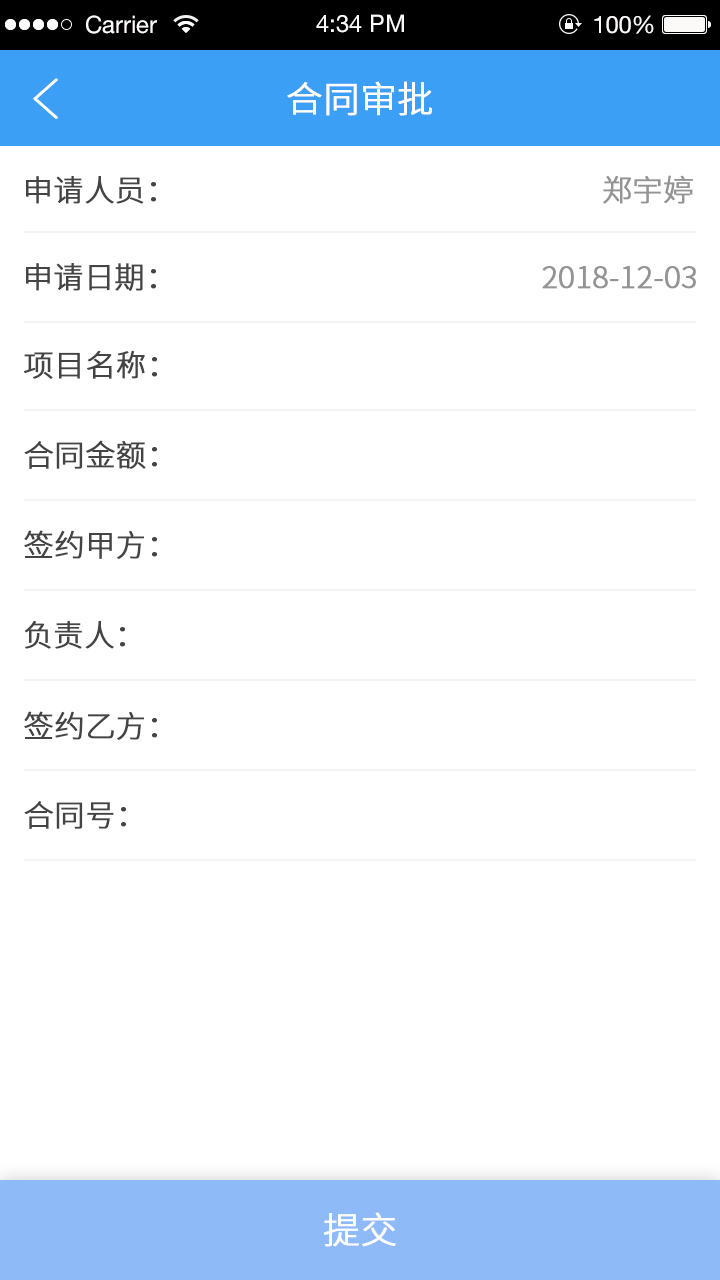 Carrier 4:34 PM 100%
合同审批
申请人员： 郑宇婷
申请日期： 2018-12-03
项目名称：
合同金额：
签约甲方：
负责人：
签约乙方：
合同号：
提交